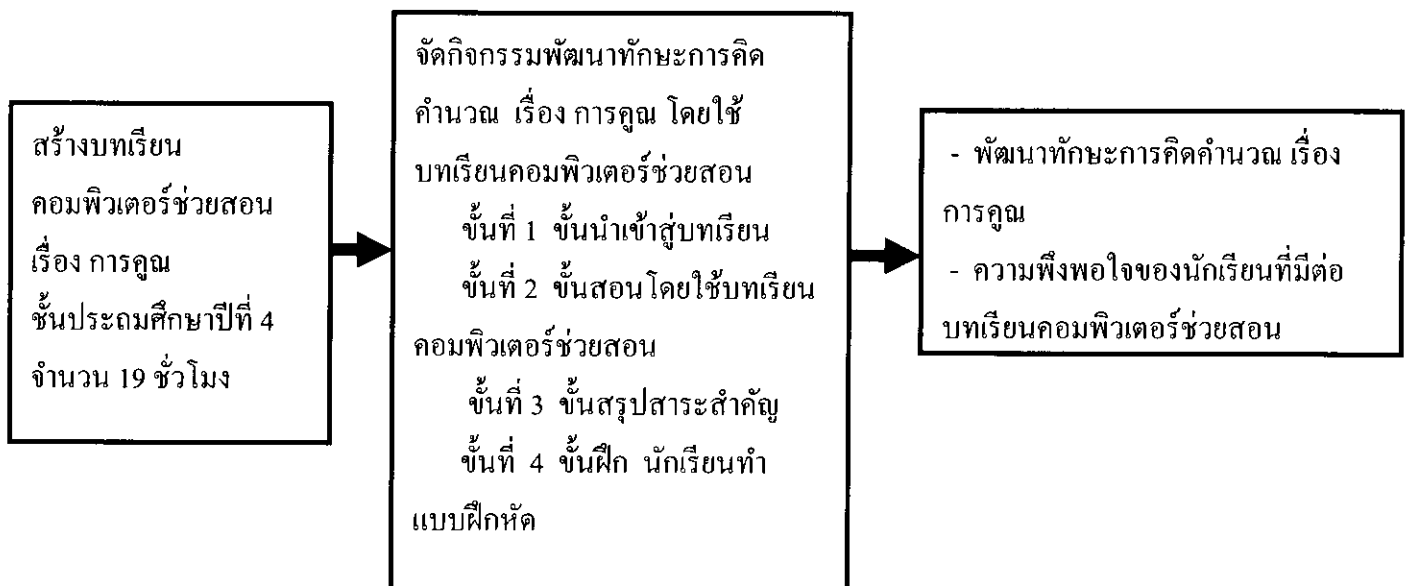 สร้างบทเรียน
คอมพิวเตอร์ช่วยสอน
เรื่อง การคูณ
ชั้นประถมศึกษาปีที่ 4
จำนวน 19 ชั่วโมง
จัดกิจกรรมพัฒนาทักษะการคิด
คำนวณ เรื่อง การคูณ โดยใช้
บทเรียนคอมพิวเตอร์ช่วยสอน
ขั้นที่ 1 ขั้นนำเข้าสู่บทเรียน
ขั้นที่ 2 ขั้นสอนโดยใช้บทเรียน
คอมพิวเตอร์ช่วยสอน
ขั้นที่ 3 ขั้นสรุปสาระสำคัญ
ขั้นที่ 4 ขั้นฝึก นักเรียนทำ
แบบฝึกหัด
- พัฒนาทักษะการคิดคำนวณ เรื่อง
การคูณ
- ความพึงพอใจของนักเรียนที่มีต่อ
บทเรียนคอมพิวเตอร์ช่วยสอน